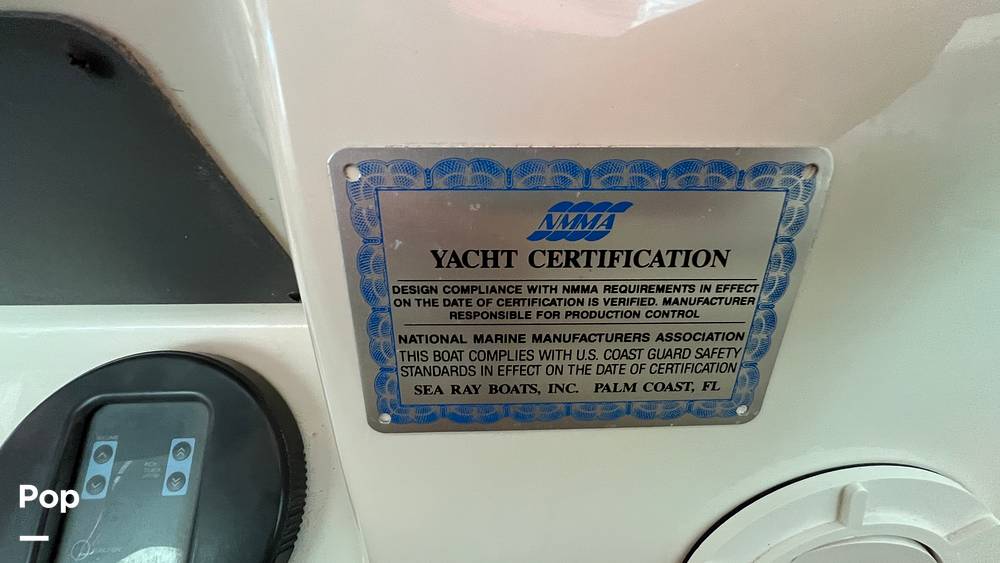 NMMA
YACHT CERTIFICATION
DESIGN COMPLIANCE WITH NMMA REQUIREMENTS IN EFFECT
ON THE DATE OF CERTIFICATION IS VERIFIED. MANUFACTURER
RESPONSIBLE FOR PRODUCTION CONTROL
NATIONAL MARINE MANUFACTURERS ASSOCIATION
THIS BOAT COMPLIES WITH U.S. COAST GUARD SAFETY
STANDARDS IN EFFECT ON THE DATE OF CERTIFICATION
SEA RAY BOATS, INC. PALM COAST, FL
VOLUME
Pop